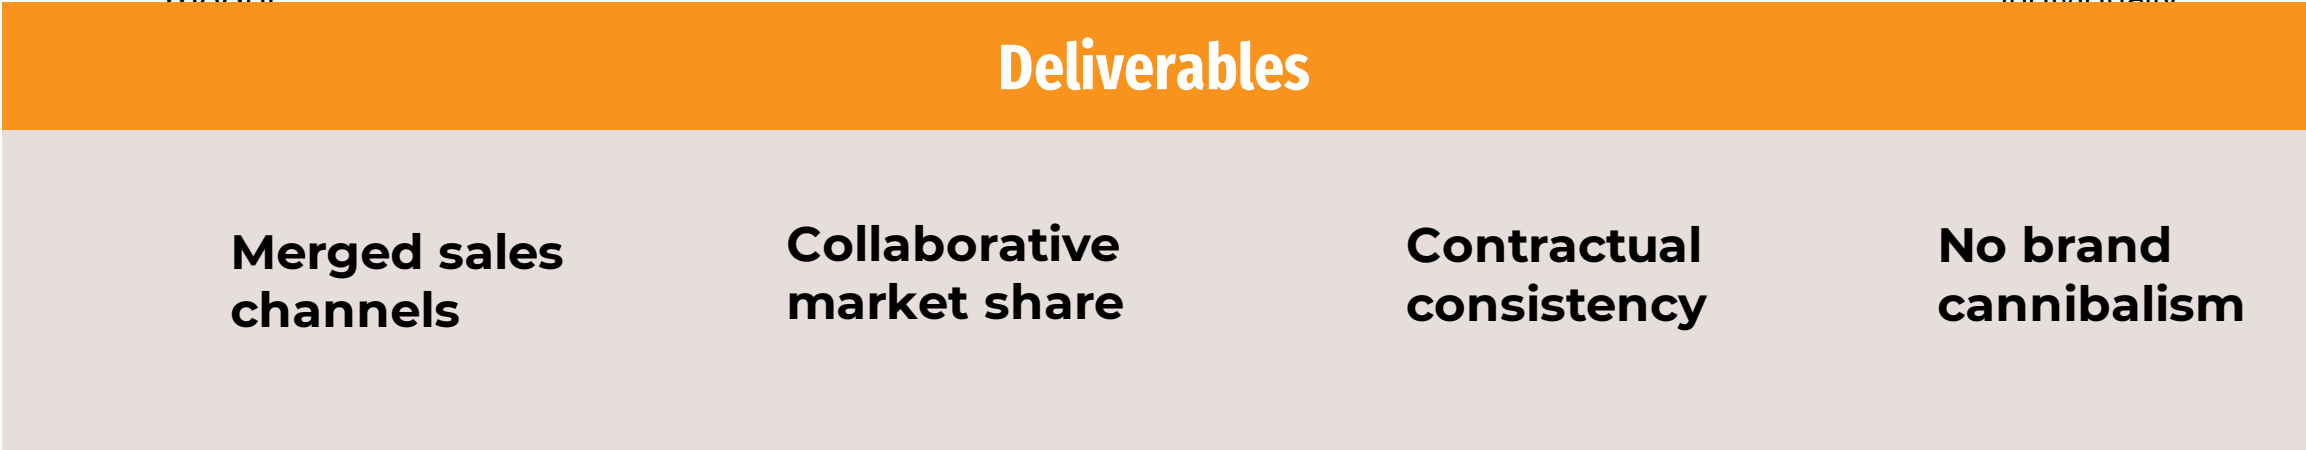 Deliverables
Merged sales
channels
Collaborative
market share
Contractual
consistency
No brand
cannibalism